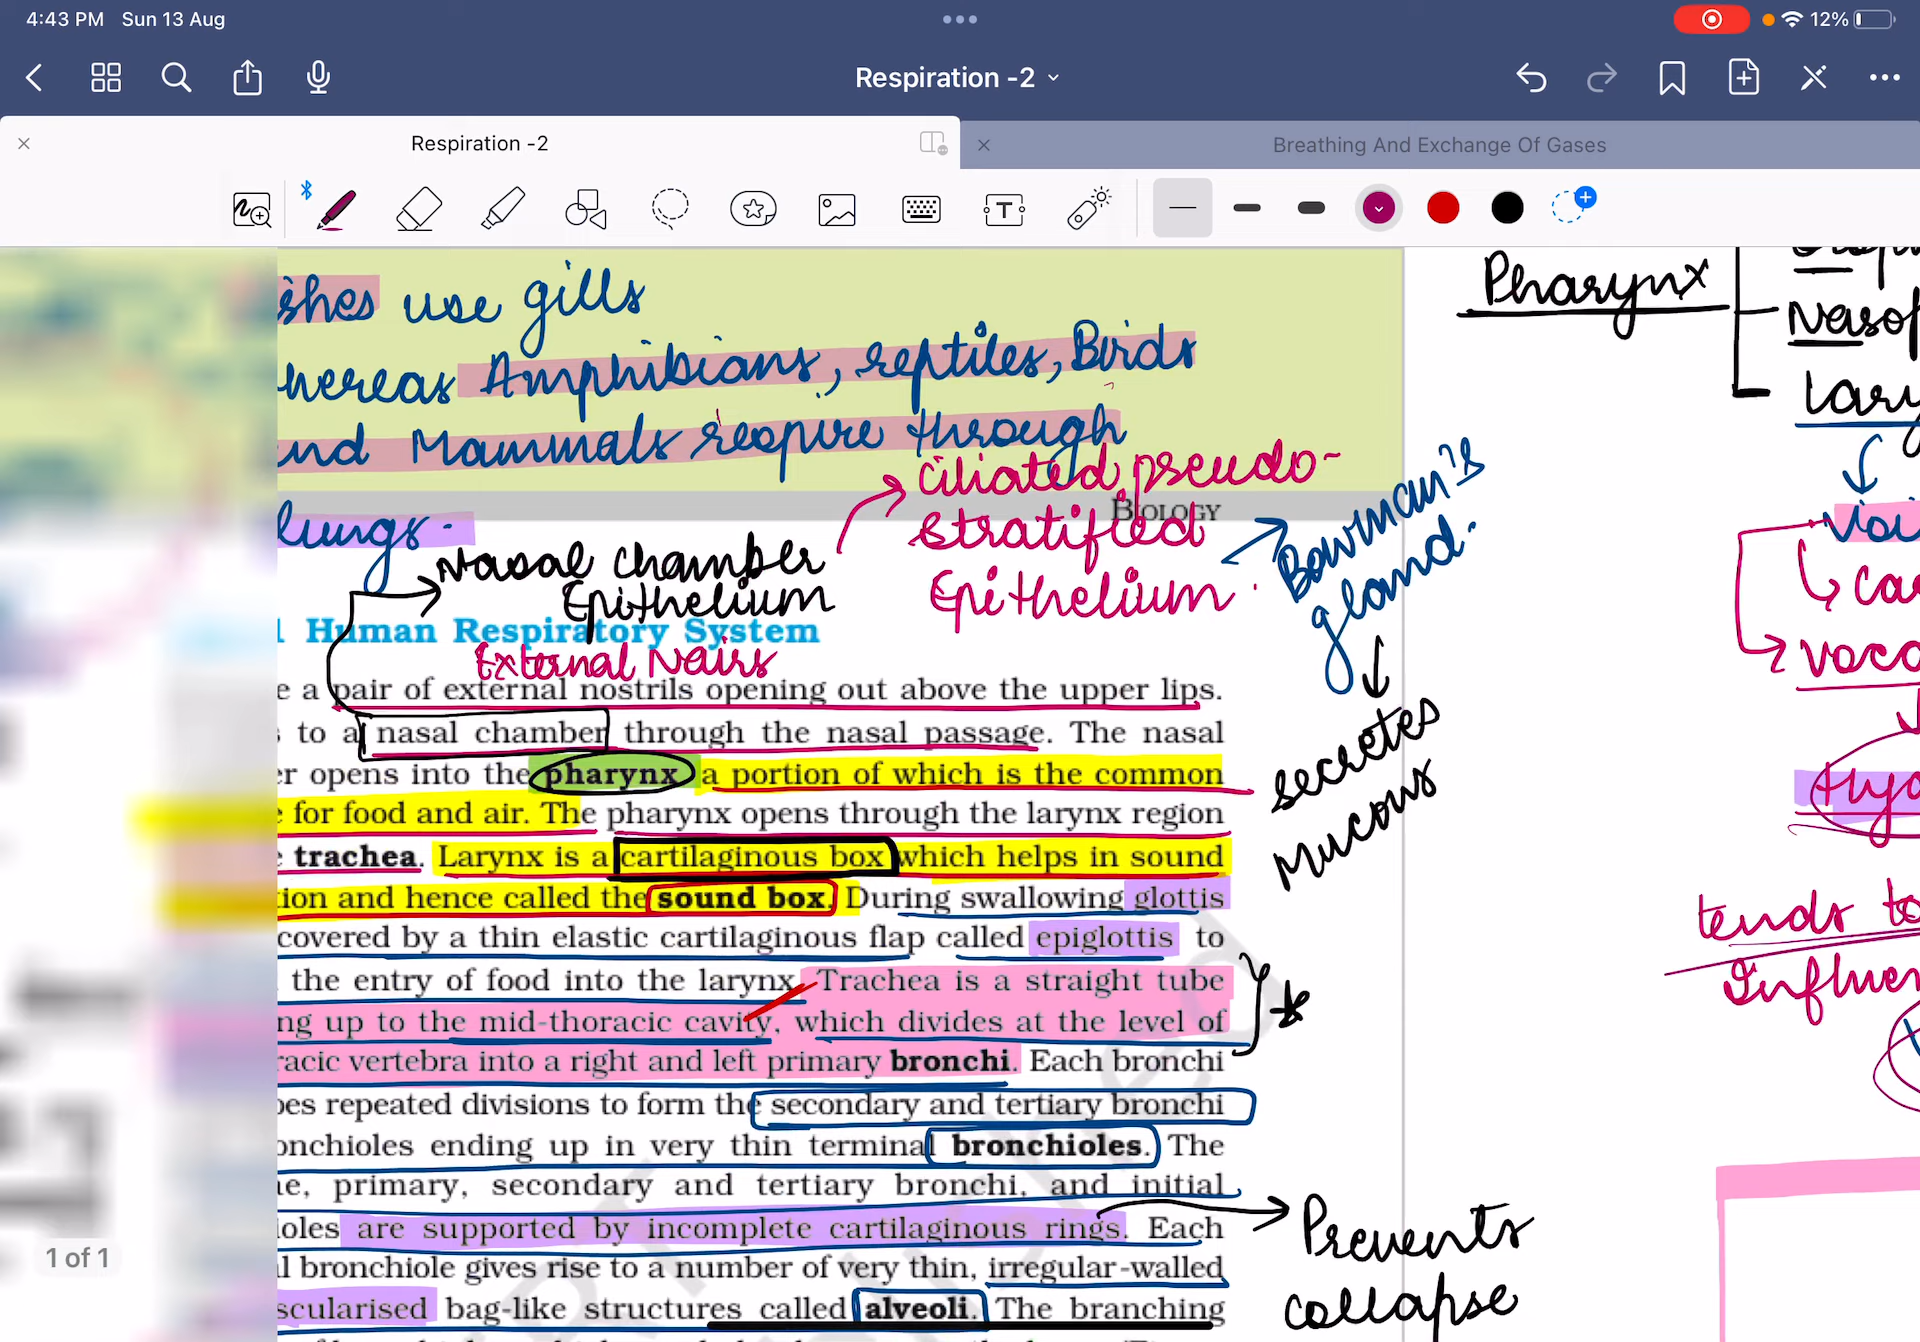 4:43 PM Sun 13 Aug
12%
Respiration -2
Respiration -2
Breathing And Exchange Of Gases
ishes use gills
hereas Amphibians, reptiles, Birds
and Mammals respire through
lungs.
BIOLOGY
Nasal chamber
Epithelium
Ciliated pseudo-
stratified
Epithelium.
Bowman's
gland.
secretes
Mucous
l Human Respiratory System
External Nairs
e a pair of external nostrils opening out above the upper lips.
s to a nasal chamber through the nasal passage. The nasal
er opens into the pharynx, a portion of which is the common
e for food and air. The pharynx opens through the larynx region
e trachea. Larynx is a cartilaginous box which helps in sound
tion and hence called the sound box. During swallowing glottis
covered by a thin elastic cartilaginous flap called epiglottis to
the entry of food into the larynx. Trachea is a straight tube
ng up to the mid-thoracic cavity, which divides at the level of
racic vertebra into a right and left primary bronchi. Each bronchi
oes repeated divisions to form the secondary and tertiary bronchi
onchioles ending up in very thin terminal bronchioles. The
e, primary, secondary and tertiary bronchi, and initial
ioles are supported by incomplete cartilaginous rings. Each
l bronchiole gives rise to a number of very thin, irregular-walled
scularised bag-like structures called alveoli. The branching
Prevents
collapse
Pharynx
Nasop
Lary
Voi
Ca
Voca
Hyo
tends to
Influen
1 of 1